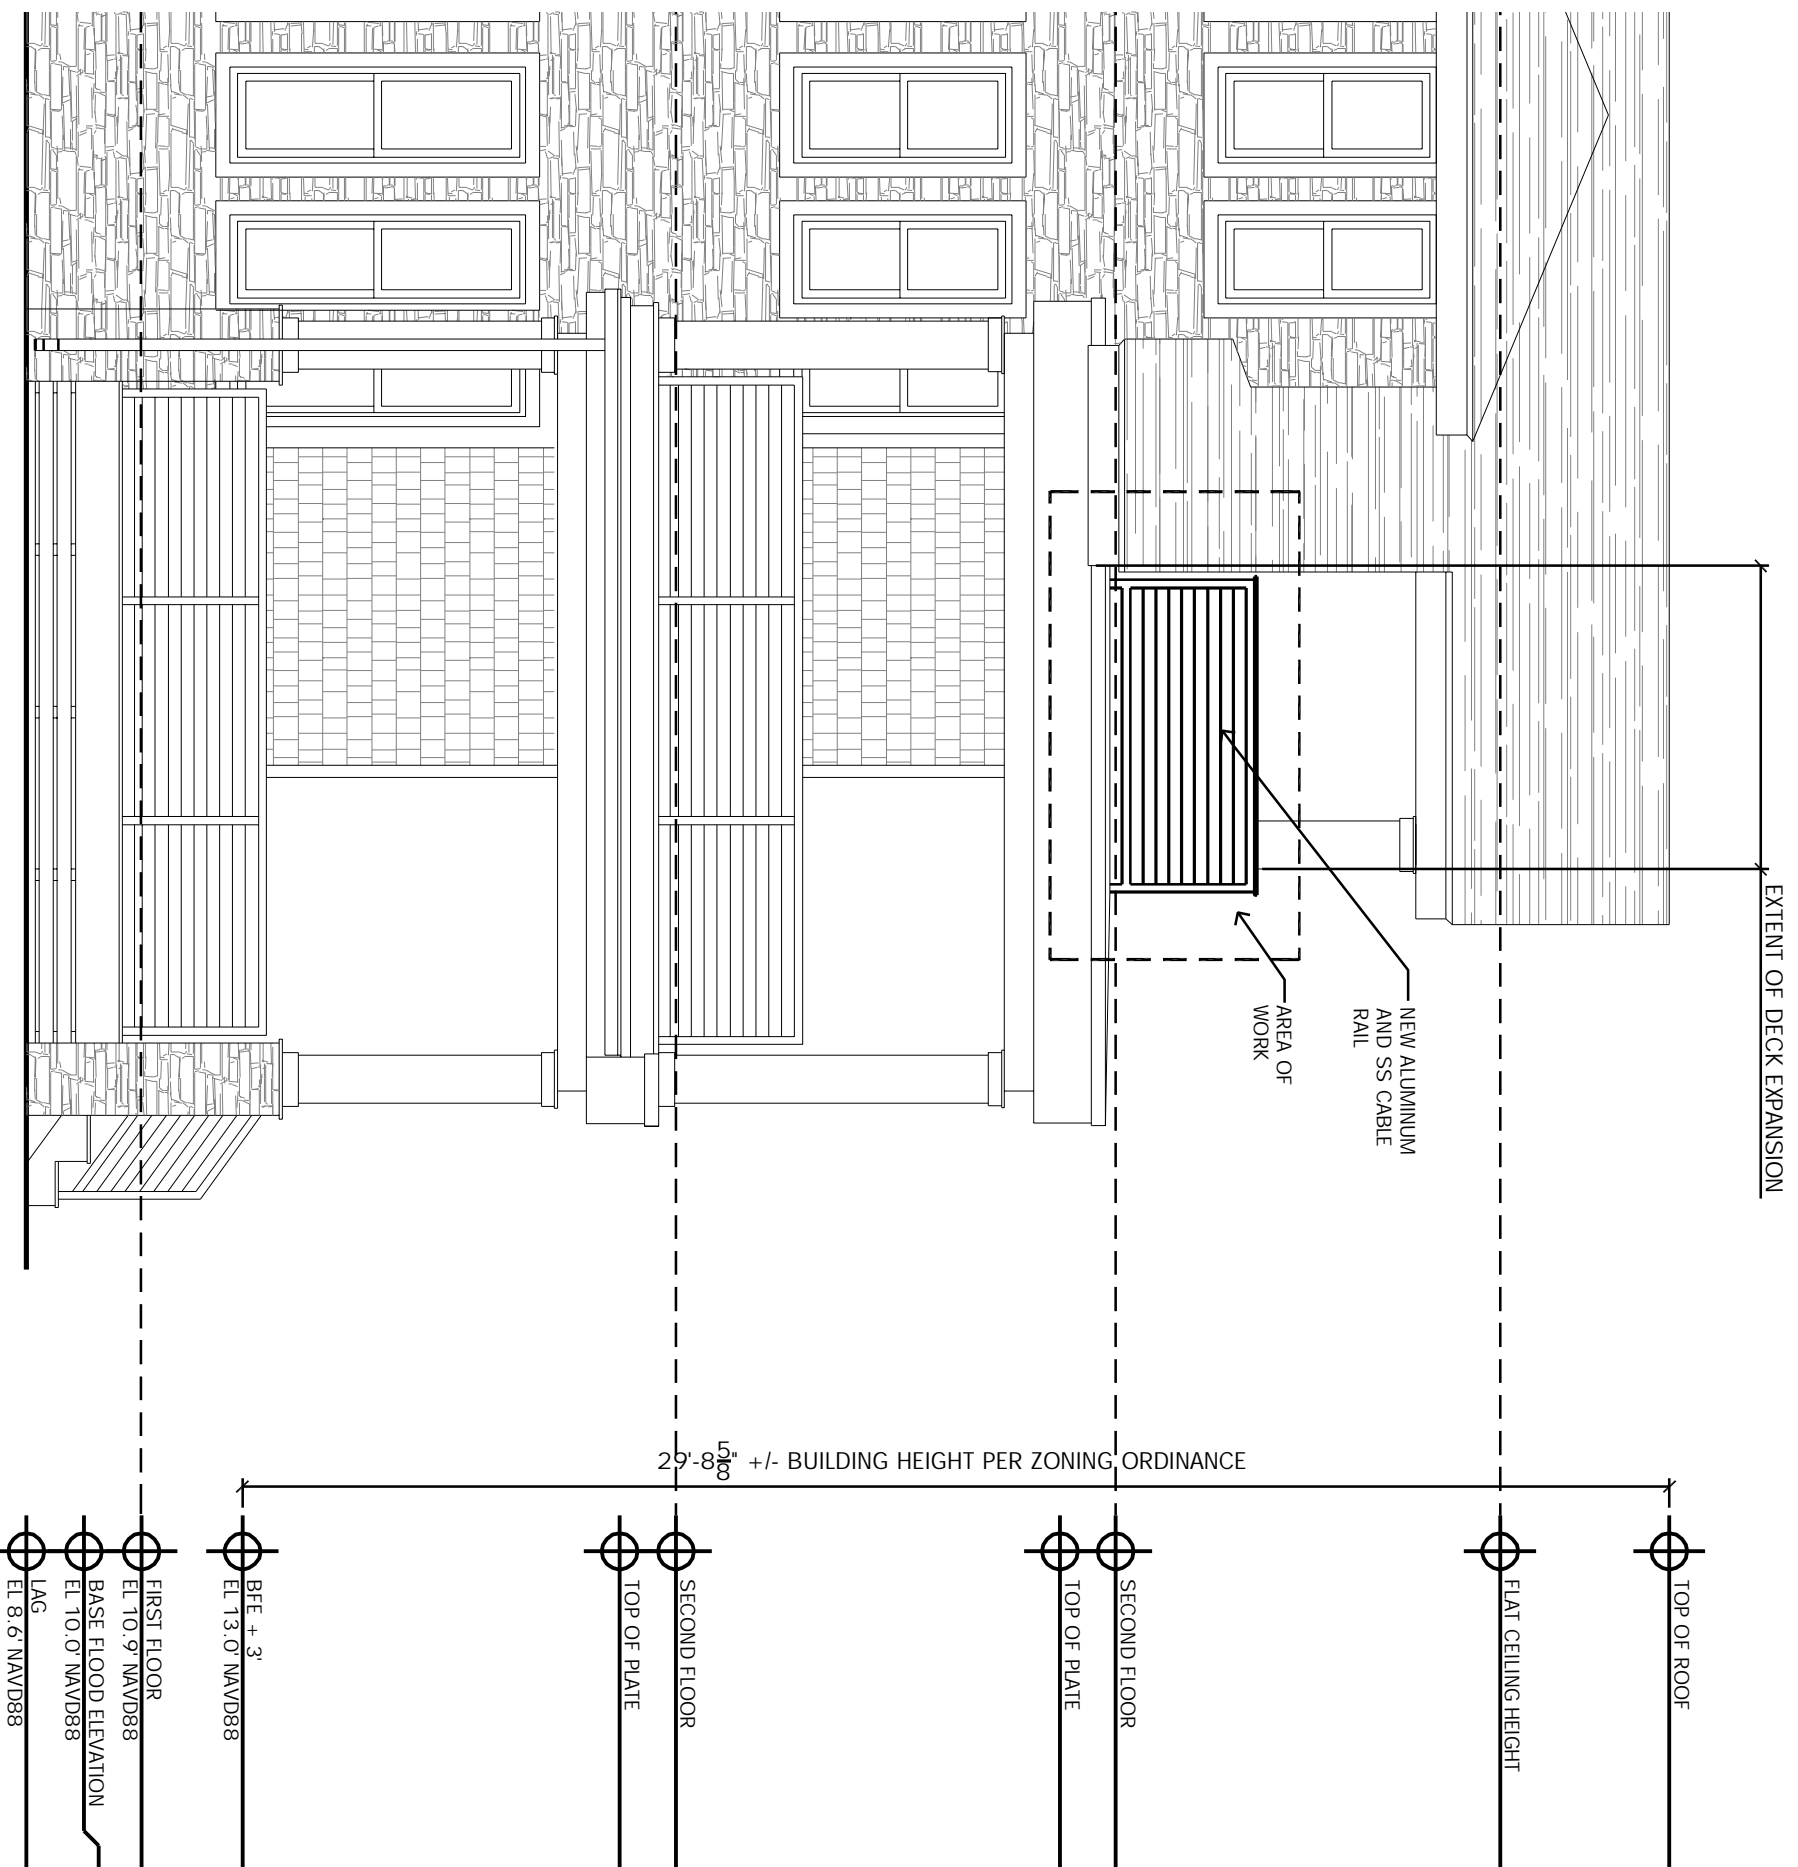 EXTENT OF DECK EXPANSION
NEW ALUMINUM
AND SS CABLE
RAIL
AREA OF
WORK
29'-8 5/8" +/- BUILDING HEIGHT PER ZONING ORDINANCE
TOP OF ROOF
FLAT CEILING HEIGHT
SECOND FLOOR
TOP OF PLATE
SECOND FLOOR
TOP OF PLATE
BFE + 3'
EL 13.0' NAVD88
FIRST FLOOR
EL 10.9' NAVD88
BASE FLOOD ELEVATION
EL 10.0' NAVD88
LAG
EL 8.6' NAVD88